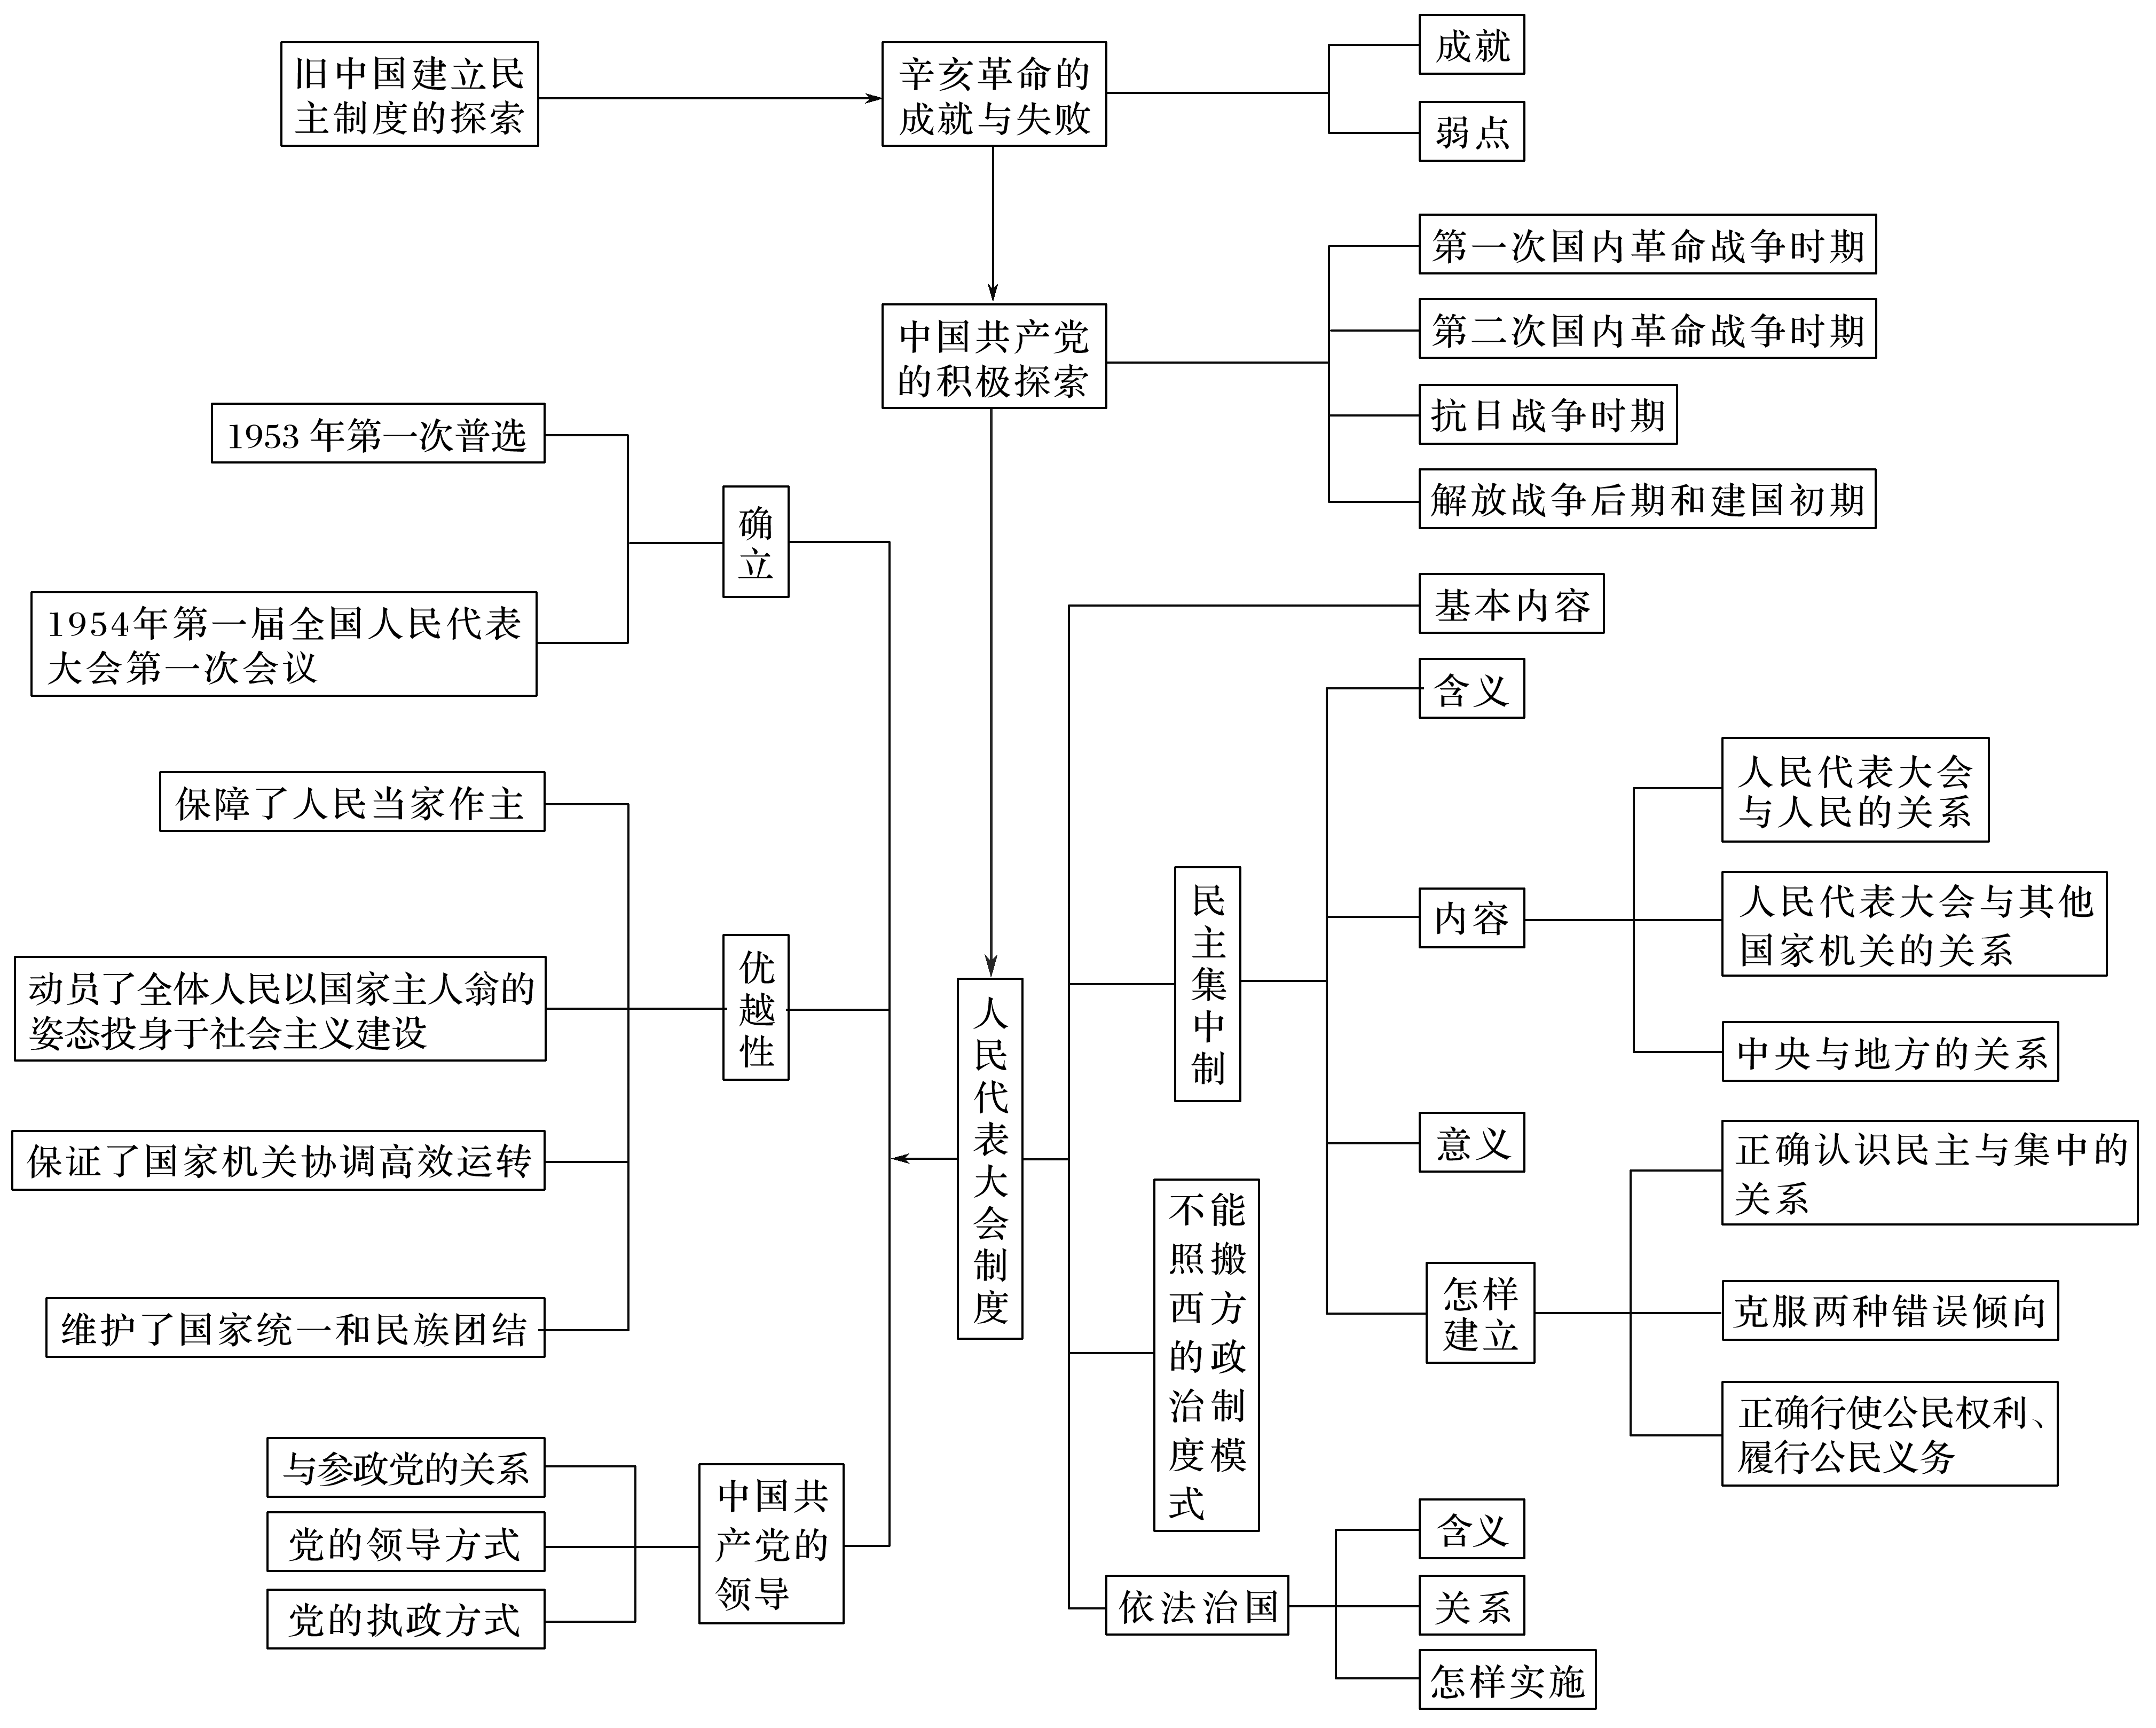 旧中国建立民
主制度的探索
辛亥革命的
成就与失败
成就
弱点
中国共产党
的积极探索
第一次国内革命战争时期
第二次国内革命战争时期
抗日战争时期
解放战争后期和建国初期
1953年第一次普选
确立
1954年第一届全国人民代表
大会第一次会议
保障了人民当家作主
动员了全体人民以国家主人翁的
姿态投身于社会主义建设
优越性
保证了国家机关协调高效运转
维护了国家统一和民族团结
与参政党的关系
党的领导方式
党的执政方式
中国共
产党的
领导
人民代表大会制度
基本内容
民主集中制
含义
内容
人民代表大会
与人民的关系
人民代表大会与其他
国家机关的关系
中央与地方的关系
意义
怎样
建立
正确认识民主与集中的
关系
克服两种错误倾向
正确行使公民权利、
履行公民义务
不能
照搬
西方
的政
治制
度模
式
依法治国
含义
关系
怎样实施